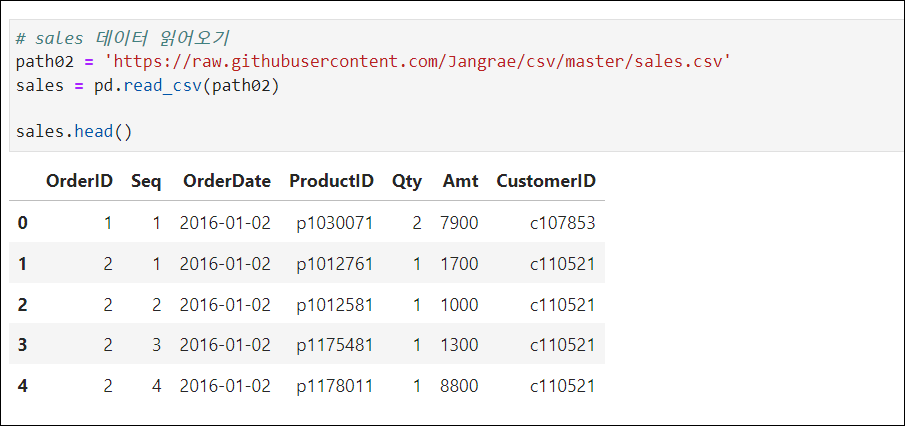 # sales 데이터 읽어오기
path02 = 'https://raw.githubusercontent.com/Jangrae/csv/master/sales.csv'
sales = pd.read_csv(path02)
sales.head()
OrderID Seq OrderDate ProductID Qty Amt CustomerID
0 1 1 2016-01-02 p1030071 2 7900 c107853
1 2 1 2016-01-02 p1012761 1 1700 c110521
2 2 2 2016-01-02 p1012581 1 1000 c110521
3 2 3 2016-01-02 p1175481 1 1300 c110521
4 2 4 2016-01-02 p1178011 1 8800 c110521